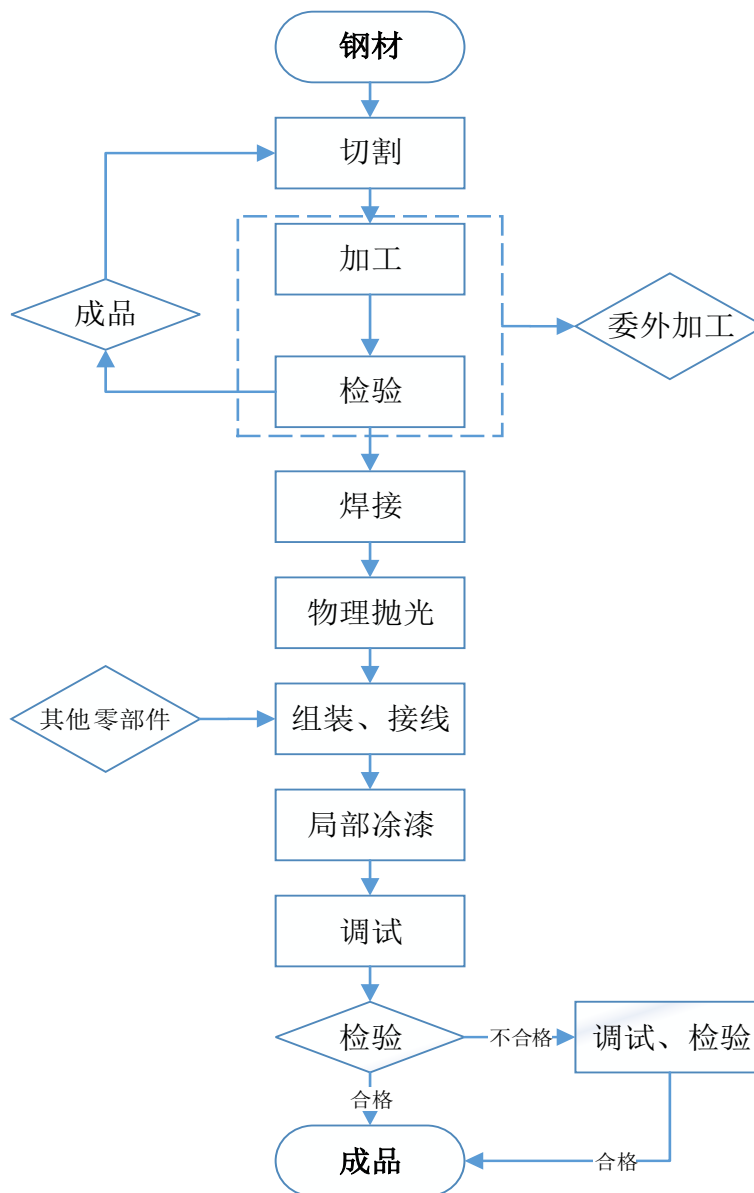 钢材
切割
加工
成品
委外加工
检验
焊接
物理抛光
其他零部件
组装、接线
局部涂漆
调试
检验
不合格
调试、检验
合格
成品
合格